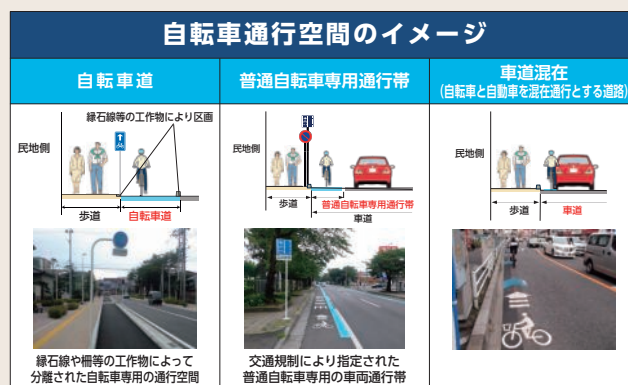 自転車通行空間のイメージ
自転車道
普通自転車専用通行帯
車道混在
(自転車と自動車を混在通行とする道路)
縁石線等の工作物により区画
民地側
歩道
自転車道
縁石線や柵等の工作物によって
分離された自転車専用の通行空間
民地側
歩道
普通自転車専用通行帯
車道
交通規制により指定された
普通自転車専用の車両通行帯
民地側
歩道
車道